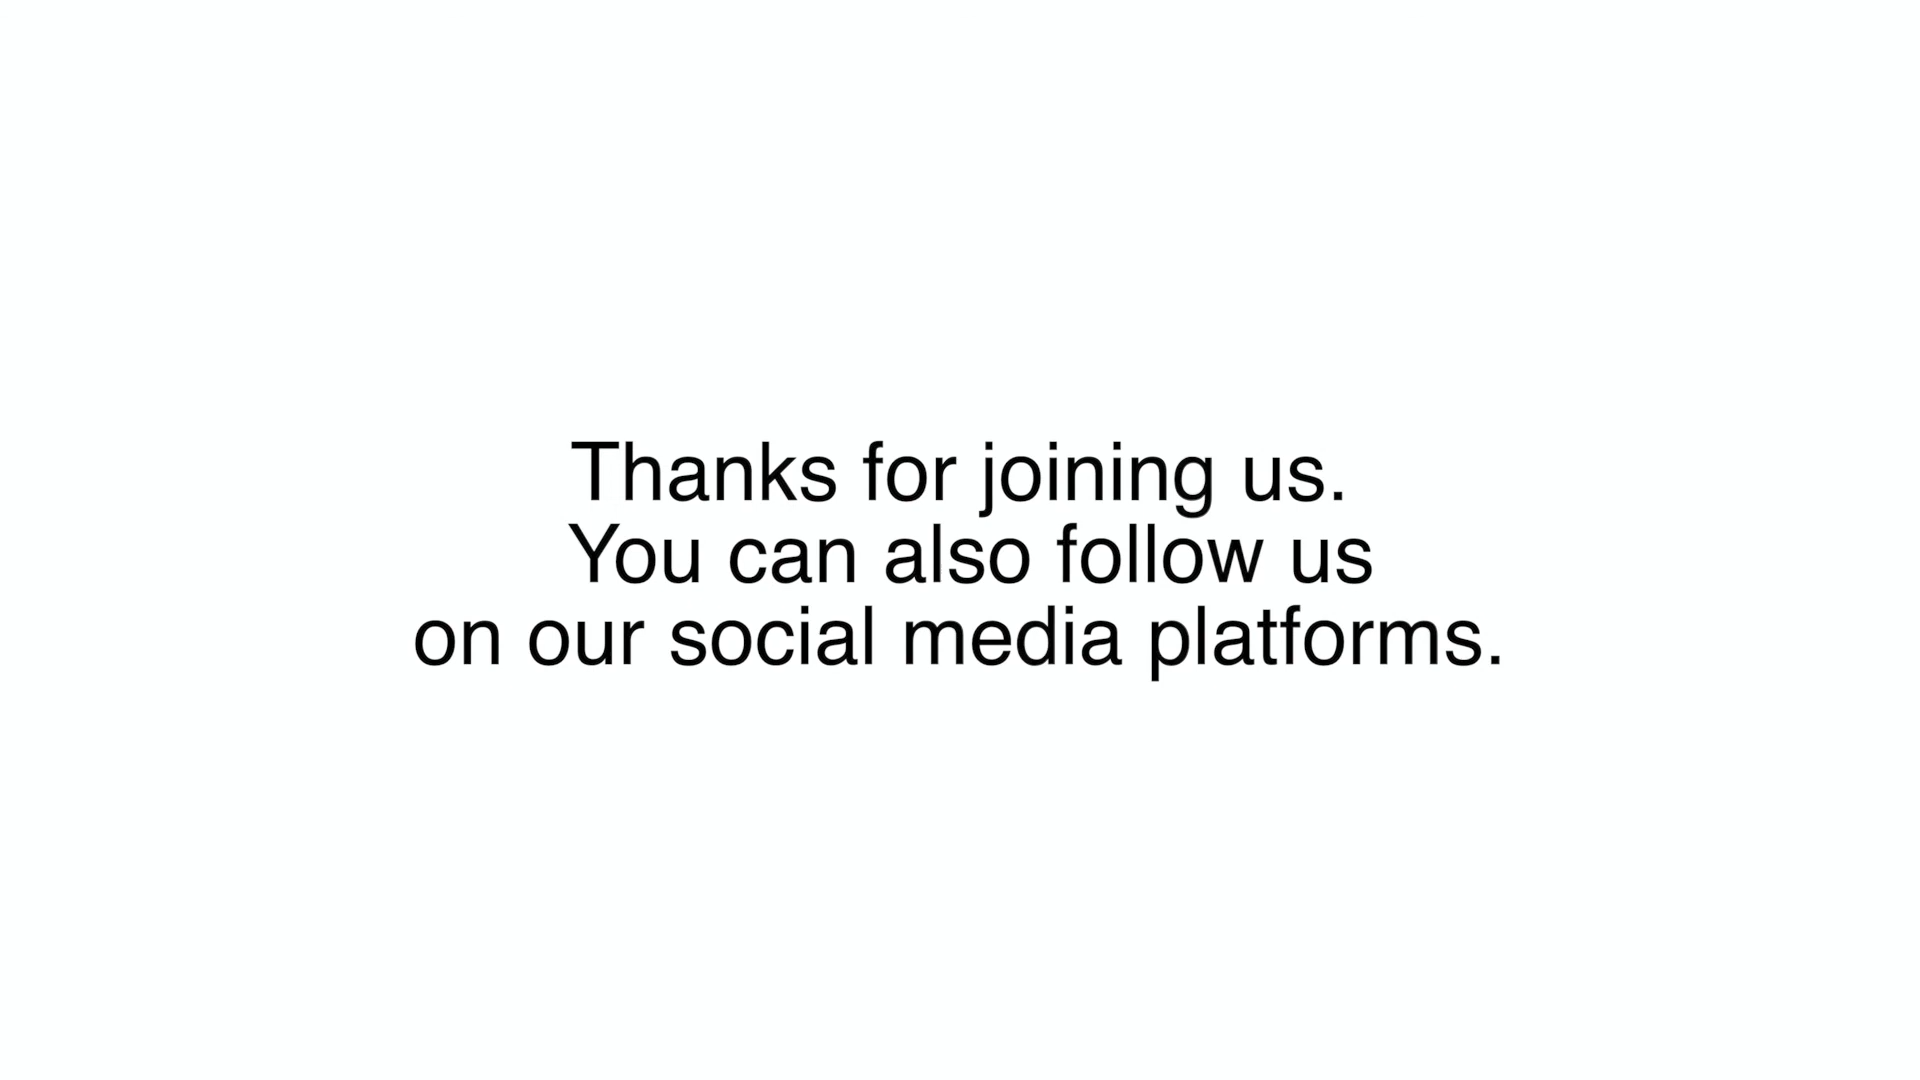 Thanks for joining us.
You can also follow us
on our social media platforms.